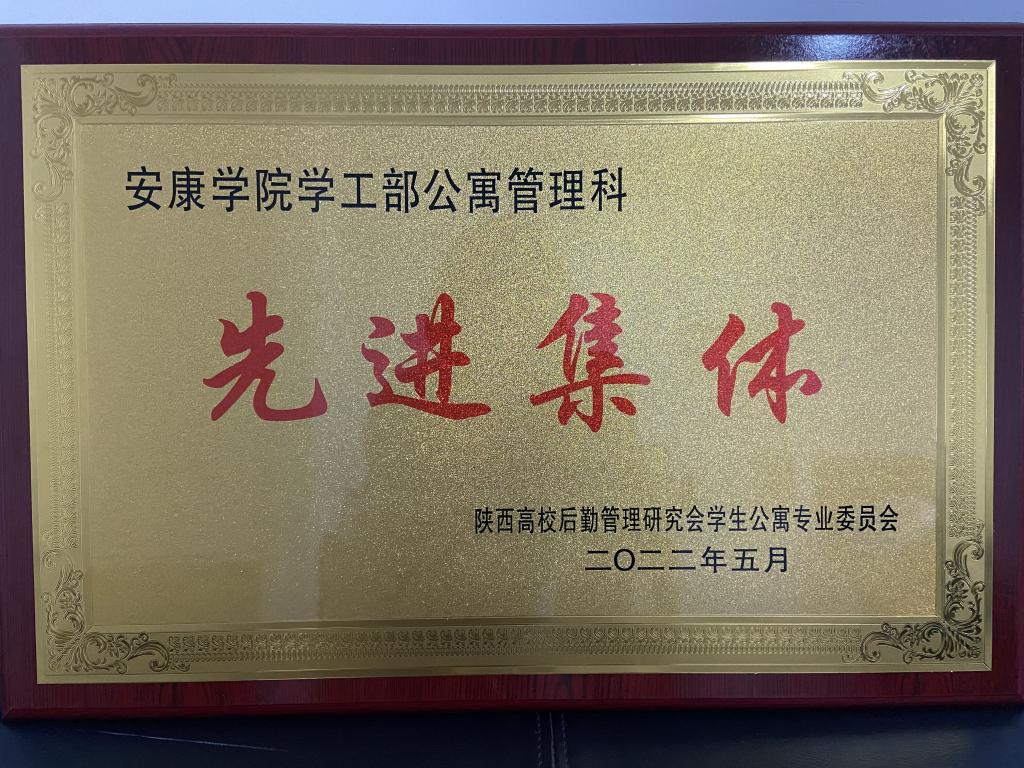 安康学院学工部公寓管理科
先进集体
陕西高校后勤管理研究会学生公寓专业委员会
二〇二二年五月